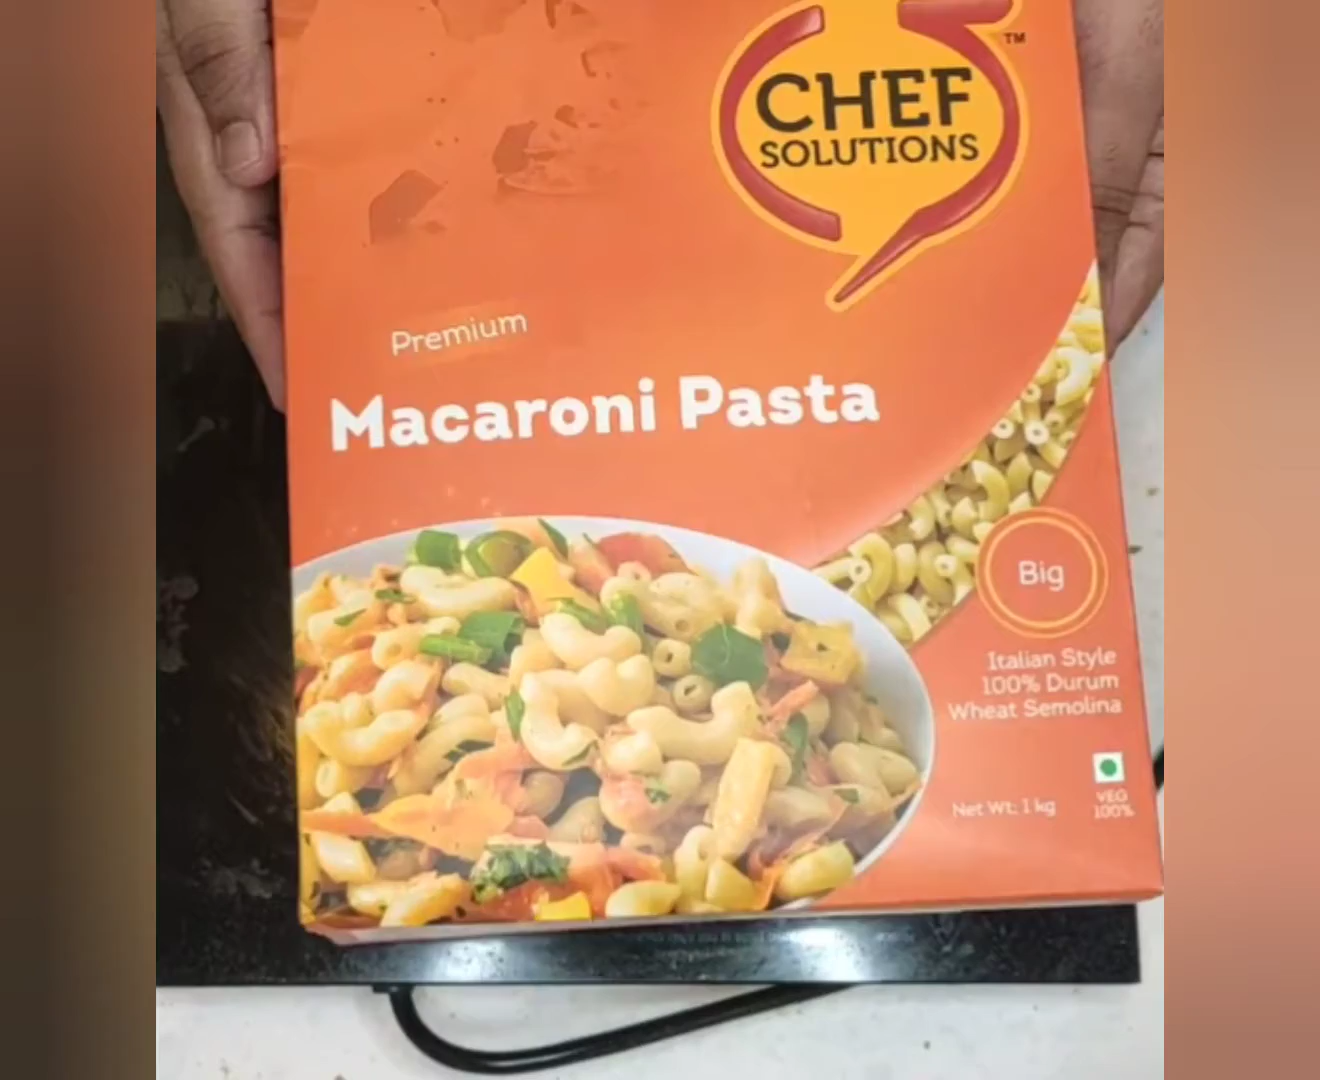 CHEF
SOLUTIONS
TM
Premium
Macaroni Pasta
Big
Italian Style
100% Durum
Wheat Semolina
Net Wt: 1 kg
VEG
100%